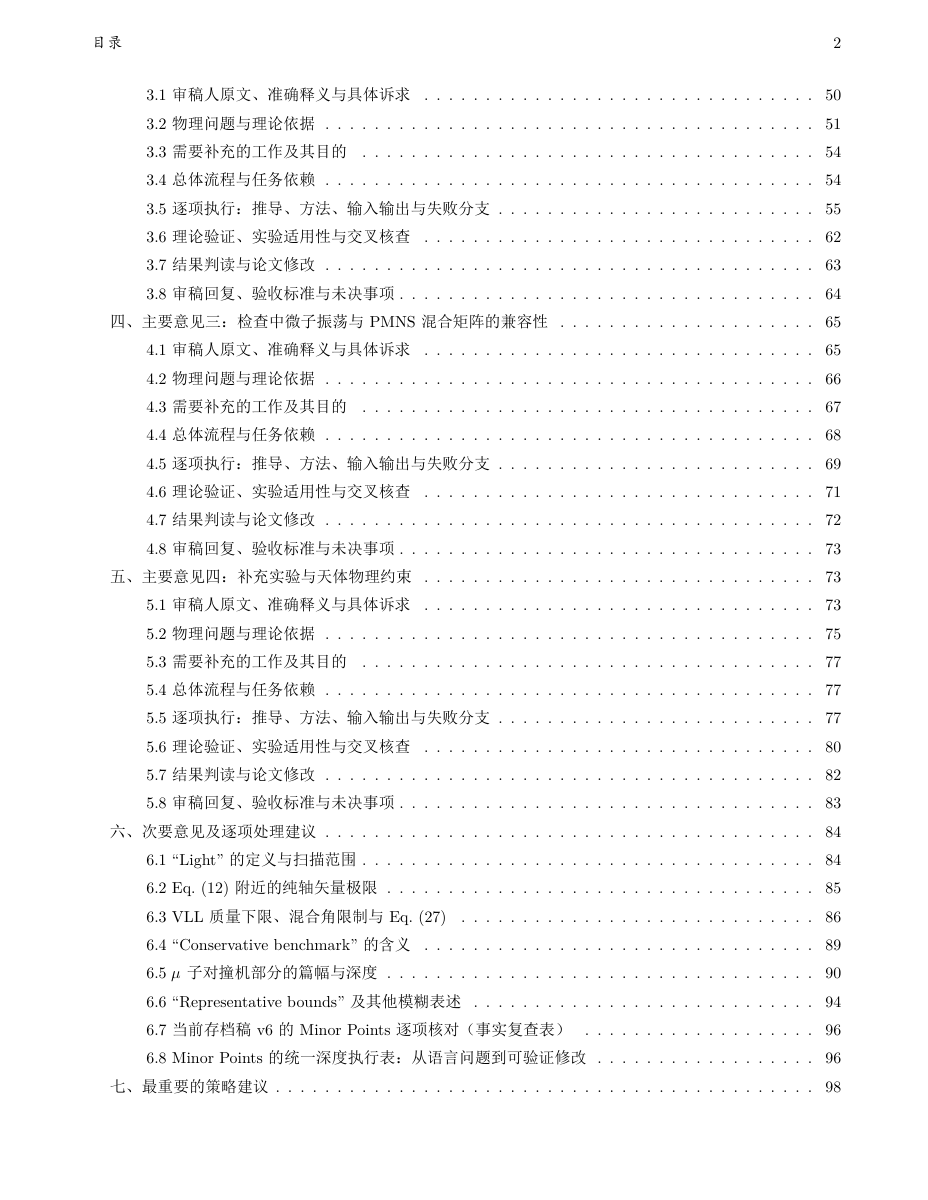 目录 2
3.1 审稿人原文、准确释义与具体诉求 . . . . . . . . . . . . . . . . . . . . . . . . . . . . . . . . 50
3.2 物理问题与理论依据 . . . . . . . . . . . . . . . . . . . . . . . . . . . . . . . . . . . . . . . . 51
3.3 需要补充的工作及其目的 . . . . . . . . . . . . . . . . . . . . . . . . . . . . . . . . . . . . . 54
3.4 总体流程与任务依赖 . . . . . . . . . . . . . . . . . . . . . . . . . . . . . . . . . . . . . . . . 54
3.5 逐项执行：推导、方法、输入输出与失败分支 . . . . . . . . . . . . . . . . . . . . . . . . . . 55
3.6 理论验证、实验适用性与交叉核查 . . . . . . . . . . . . . . . . . . . . . . . . . . . . . . . . 62
3.7 结果判读与论文修改 . . . . . . . . . . . . . . . . . . . . . . . . . . . . . . . . . . . . . . . . 63
3.8 审稿回复、验收标准与未决事项 . . . . . . . . . . . . . . . . . . . . . . . . . . . . . . . . . . 64
四、主要意见三：检查中微子振荡与 PMNS 混合矩阵的兼容性 . . . . . . . . . . . . . . . . . . . . . 65
4.1 审稿人原文、准确释义与具体诉求 . . . . . . . . . . . . . . . . . . . . . . . . . . . . . . . . 65
4.2 物理问题与理论依据 . . . . . . . . . . . . . . . . . . . . . . . . . . . . . . . . . . . . . . . . 66
4.3 需要补充的工作及其目的 . . . . . . . . . . . . . . . . . . . . . . . . . . . . . . . . . . . . . 67
4.4 总体流程与任务依赖 . . . . . . . . . . . . . . . . . . . . . . . . . . . . . . . . . . . . . . . . 68
4.5 逐项执行：推导、方法、输入输出与失败分支 . . . . . . . . . . . . . . . . . . . . . . . . . . 69
4.6 理论验证、实验适用性与交叉核查 . . . . . . . . . . . . . . . . . . . . . . . . . . . . . . . . 71
4.7 结果判读与论文修改 . . . . . . . . . . . . . . . . . . . . . . . . . . . . . . . . . . . . . . . . 72
4.8 审稿回复、验收标准与未决事项 . . . . . . . . . . . . . . . . . . . . . . . . . . . . . . . . . . 73
五、主要意见四：补充实验与天体物理约束 . . . . . . . . . . . . . . . . . . . . . . . . . . . . . . . . 73
5.1 审稿人原文、准确释义与具体诉求 . . . . . . . . . . . . . . . . . . . . . . . . . . . . . . . . 73
5.2 物理问题与理论依据 . . . . . . . . . . . . . . . . . . . . . . . . . . . . . . . . . . . . . . . . 75
5.3 需要补充的工作及其目的 . . . . . . . . . . . . . . . . . . . . . . . . . . . . . . . . . . . . . 77
5.4 总体流程与任务依赖 . . . . . . . . . . . . . . . . . . . . . . . . . . . . . . . . . . . . . . . . 77
5.5 逐项执行：推导、方法、输入输出与失败分支 . . . . . . . . . . . . . . . . . . . . . . . . . . 77
5.6 理论验证、实验适用性与交叉核查 . . . . . . . . . . . . . . . . . . . . . . . . . . . . . . . . 80
5.7 结果判读与论文修改 . . . . . . . . . . . . . . . . . . . . . . . . . . . . . . . . . . . . . . . . 82
5.8 审稿回复、验收标准与未决事项 . . . . . . . . . . . . . . . . . . . . . . . . . . . . . . . . . . 83
六、次要意见及逐项处理建议 . . . . . . . . . . . . . . . . . . . . . . . . . . . . . . . . . . . . . . . . 84
6.1 “Light” 的定义与扫描范围 . . . . . . . . . . . . . . . . . . . . . . . . . . . . . . . . . . . . . 84
6.2 Eq. (12) 附近的纯轴矢量极限 . . . . . . . . . . . . . . . . . . . . . . . . . . . . . . . . . . . 85
6.3 VLL 质量下限、混合角限制与 Eq. (27) . . . . . . . . . . . . . . . . . . . . . . . . . . . . . 86
6.4 “Conservative benchmark” 的含义 . . . . . . . . . . . . . . . . . . . . . . . . . . . . . . . . 89
6.5 μ 子对撞机部分的篇幅与深度 . . . . . . . . . . . . . . . . . . . . . . . . . . . . . . . . . . . 90
6.6 “Representative bounds” 及其他模糊表述 . . . . . . . . . . . . . . . . . . . . . . . . . . . . 94
6.7 当前存档稿 v6 的 Minor Points 逐项核对（事实复查表） . . . . . . . . . . . . . . . . . . . 96
6.8 Minor Points 的统一深度执行表：从语言问题到可验证修改 . . . . . . . . . . . . . . . . . . 96
七、最重要的策略建议 . . . . . . . . . . . . . . . . . . . . . . . . . . . . . . . . . . . . . . . . . . . . 98